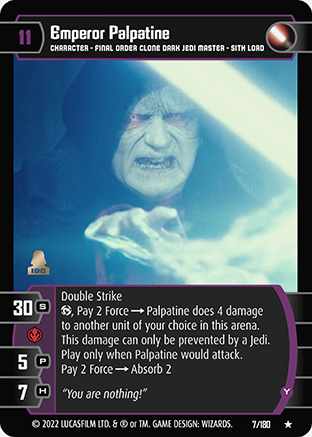 11 Emperor Palpatine
CHARACTER - FINAL ORDER CLONE DARK JEDI MASTER - SITH LORD
IDC
Double Strike
30 S
, Pay 2 Force → Palpatine does 4 damage
to another unit of your choice in this arena.
This damage can only be prevented by a Jedi.
5 P
Play only when Palpatine would attack.
Pay 2 Force → Absorb 2
7 H
“You are nothing!”
Y
© 2022 LUCASFILM LTD. & ® or TM. GAME DESIGN: WIZARDS. 7/180 ★